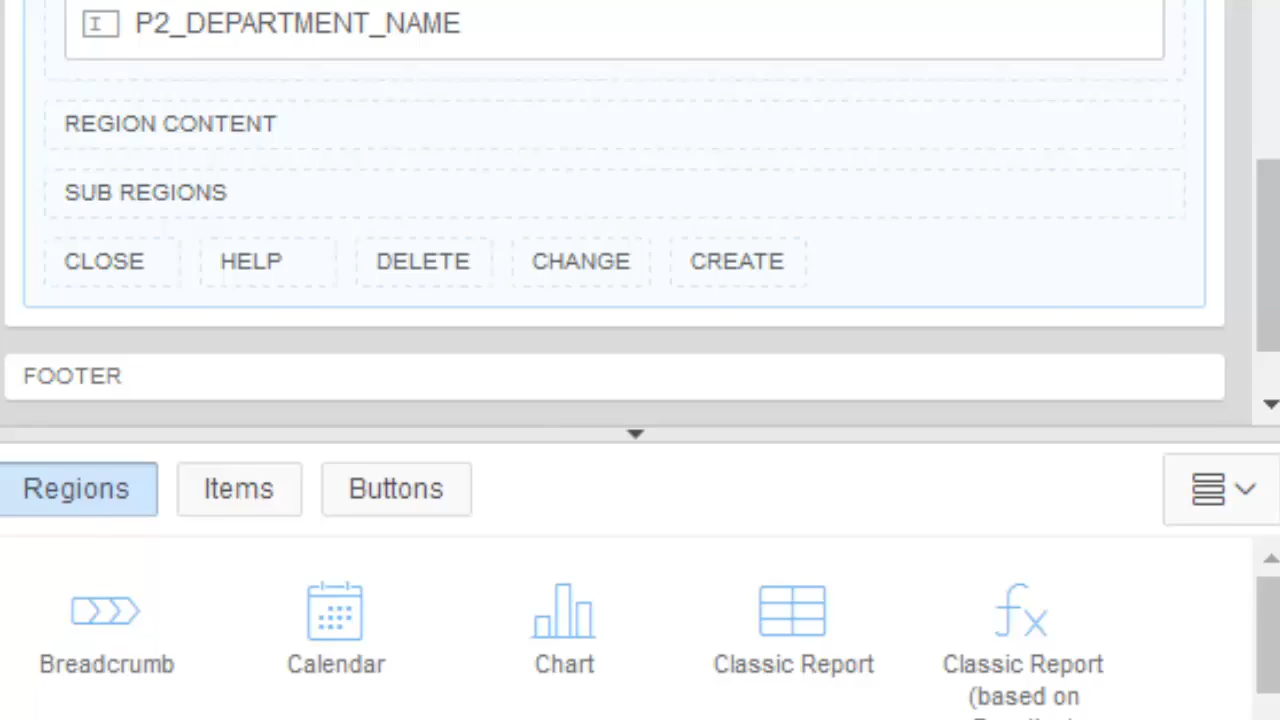 P2_DEPARTMENT_NAME
REGION CONTENT
SUB REGIONS
CLOSE HELP DELETE CHANGE CREATE
FOOTER
Regions Items Buttons
Breadcrumb Calendar Chart Classic Report Classic Report
(based on